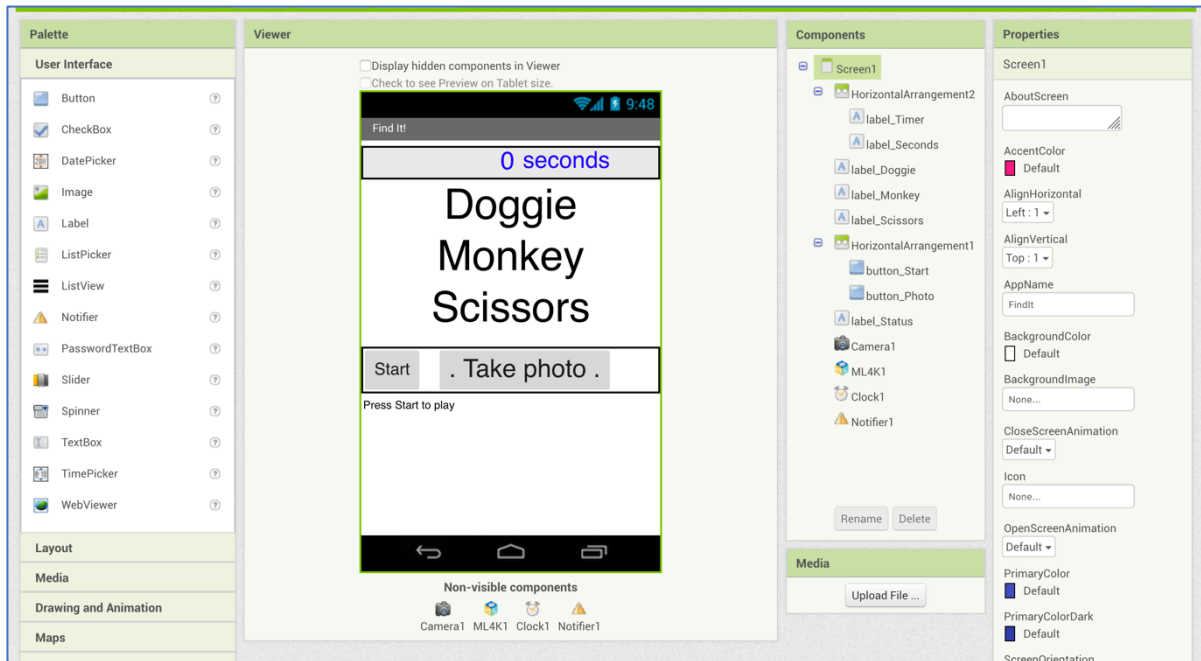 Palette
User Interface
Button
CheckBox
DatePicker
Image
Label
ListPicker
ListView
Notifier
PasswordTextBox
Slider
Spinner
TextBox
TimePicker
WebViewer
Layout
Media
Drawing and Animation
Maps
Viewer
Display hidden components in Viewer
Check to see Preview on Tablet size.
9:48
Find It!
0 seconds
Doggie
Monkey
Scissors
Start . Take photo .
Press Start to play
Non-visible components
Camera1 ML4K1 Clock1 Notifier1
Components
Screen1
HorizontalArrangement2
label_Timer
label_Seconds
label_Doggie
label_Monkey
label_Scissors
HorizontalArrangement1
button_Start
button_Photo
label_Status
Camera1
ML4K1
Clock1
Notifier1
Rename Delete
Media
Upload File ...
Properties
Screen1
AboutScreen
AccentColor
Default
AlignHorizontal
Left : 1
AlignVertical
Top : 1
AppName
FindIt
BackgroundColor
Default
BackgroundImage
None...
CloseScreenAnimation
Default
Icon
None...
OpenScreenAnimation
Default
PrimaryColor
Default
PrimaryColorDark
Default
ScreenOrientation